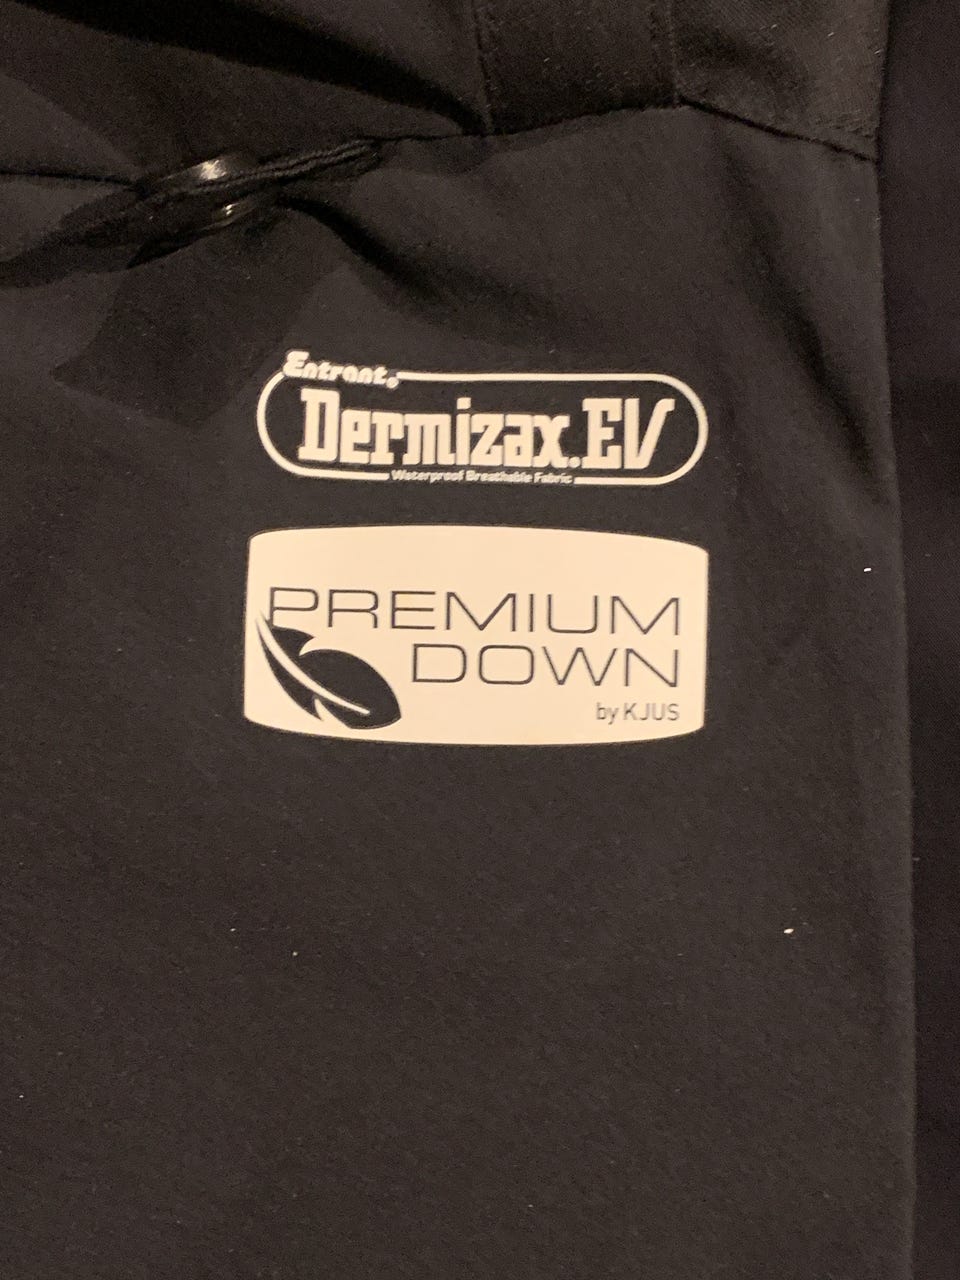 Entrant.
Dermizax.EV
Waterproof Breathable Fabric
PREMIUM
DOWN
by KJUS